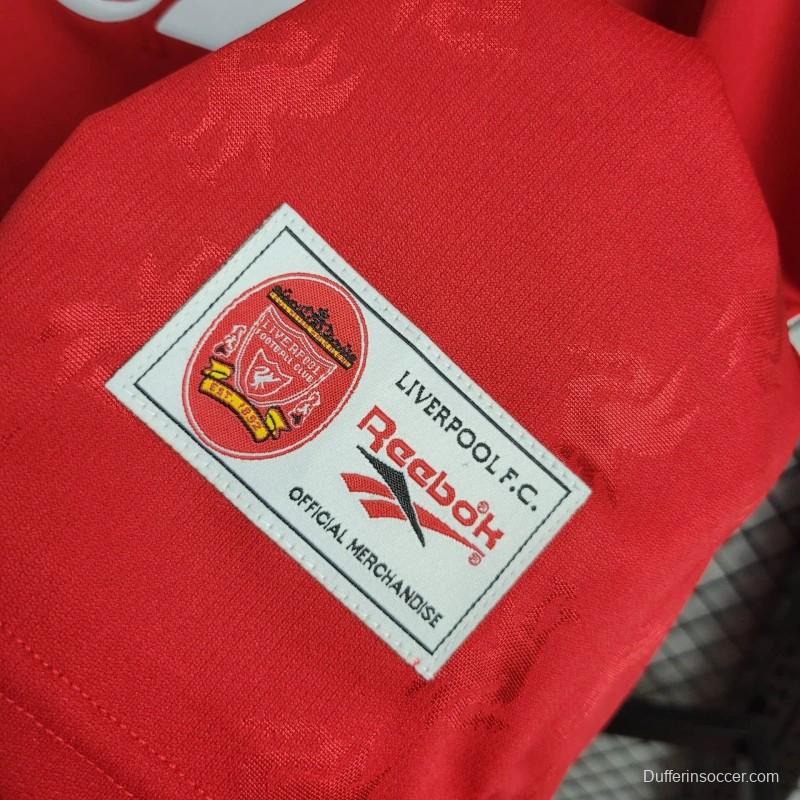 LIVERPOOL
FOOTBALL CLUB
EST. 1892
LIVERPOOL F.C.
Reebok®
®
OFFICIAL MERCHANDISE
Dufferinsoccer.com